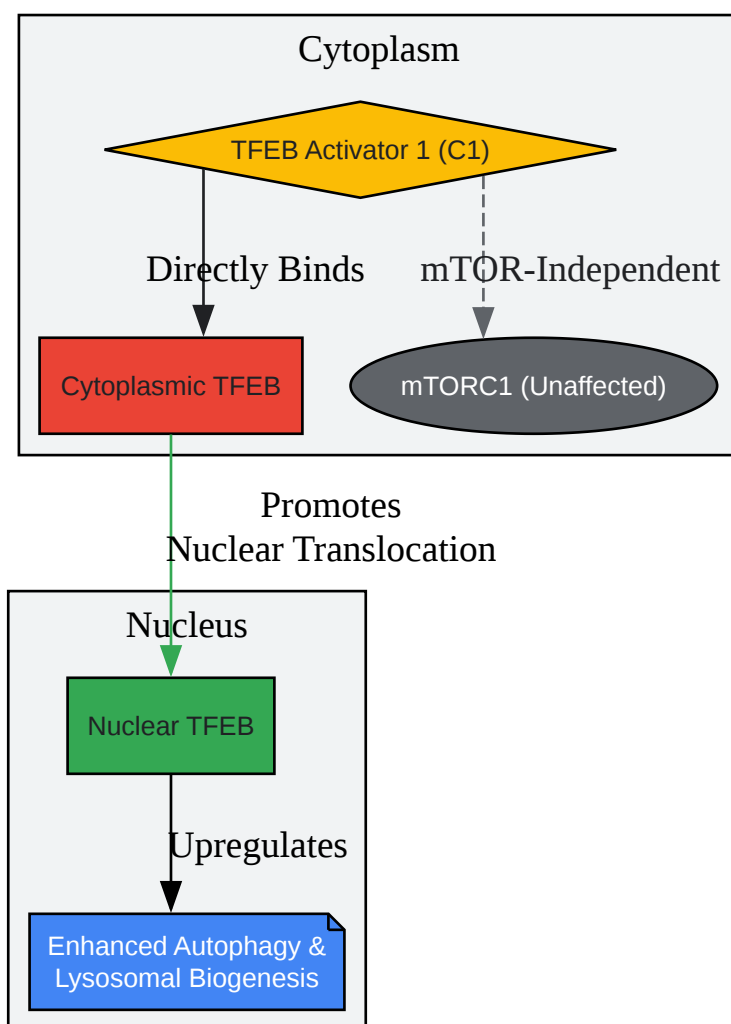 Cytoplasm
TFEB Activator 1 (C1)
Directly Binds
mTOR-Independent
Cytoplasmic TFEB
mTORC1 (Unaffected)
Promotes
Nuclear Translocation
Nucleus
Nuclear TFEB
Upregulates
Enhanced Autophagy &
Lysosomal Biogenesis